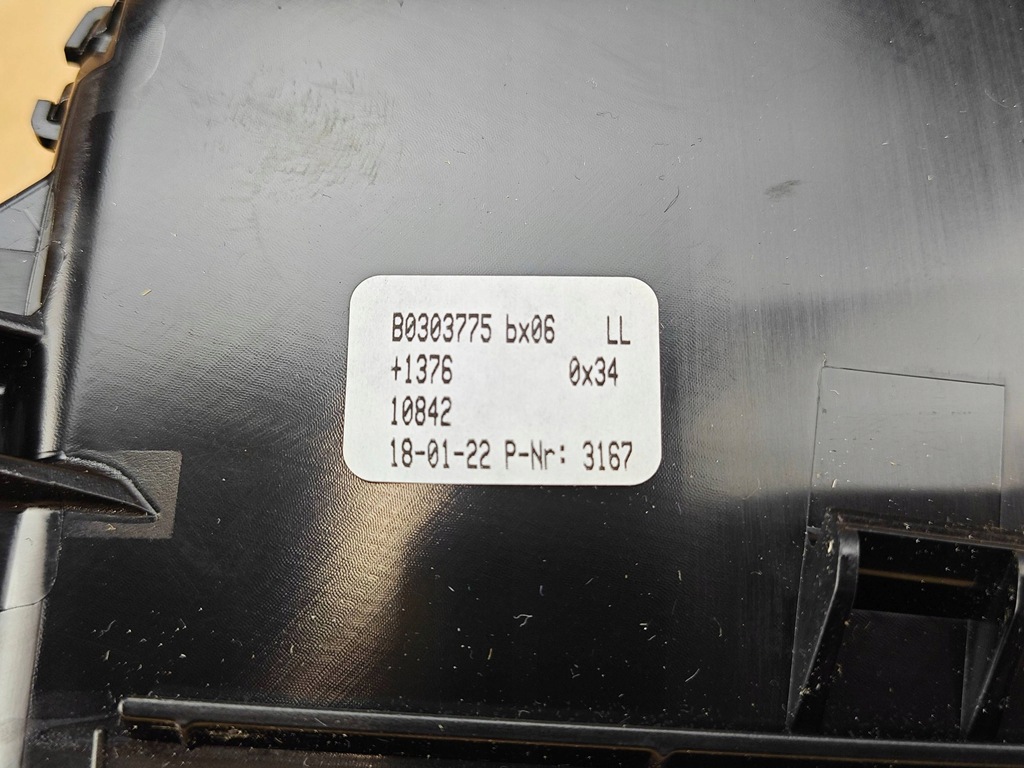 B0303775 bx06 LL
+1376 0x34
10842
18-01-22 P-Nr: 3167